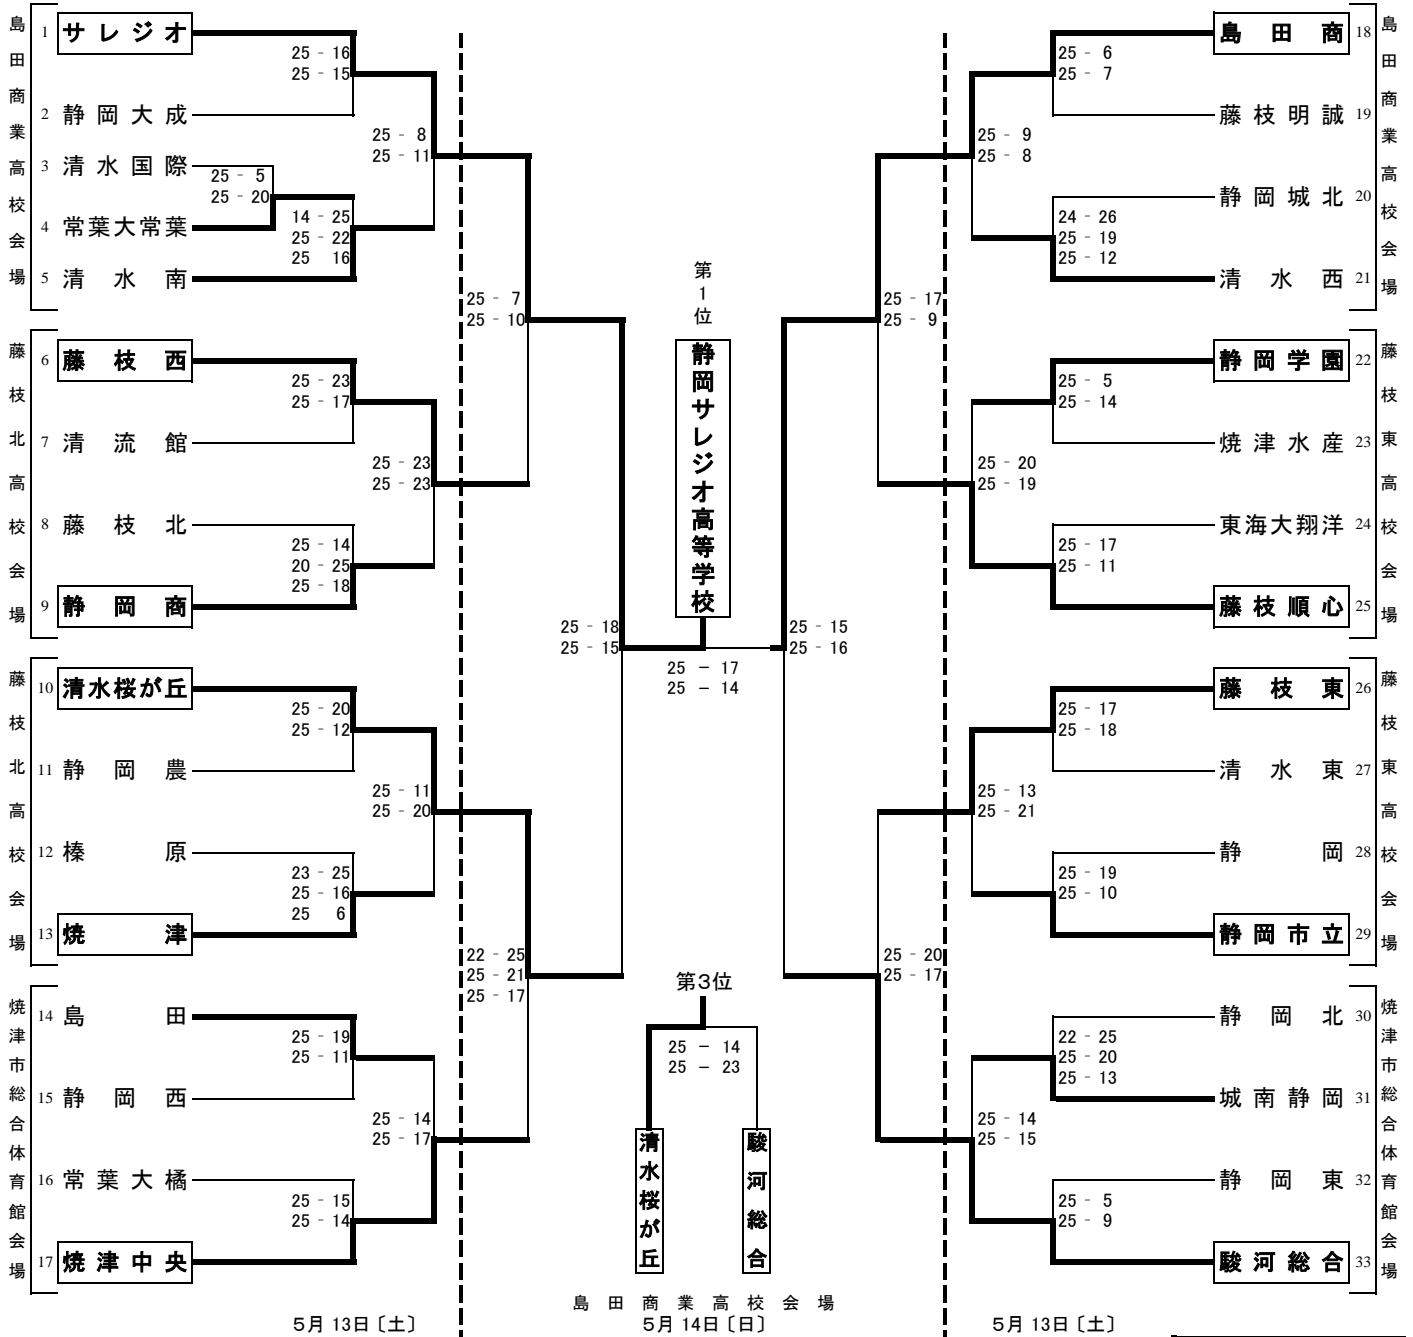 島田商業高校会場
1 サレジオ
25 - 16
25 - 15
2 静岡大成
25 - 8
25 - 11
3 清水国際
25 - 5
25 - 20
4 常葉大常葉
14 - 25
25 - 22
25 16
5 清水南
25 - 7
25 - 10
藤枝北高校会場
6 藤枝西
25 - 23
25 - 17
7 清流館
25 - 23
25 - 23
8 藤枝北
25 - 14
20 - 25
25 - 18
9 静岡商
25 - 18
25 - 15
藤枝北高校会場
10 清水桜が丘
25 - 20
25 - 12
11 静岡農
25 - 11
25 - 20
12 榛原
23 - 25
25 - 16
25 6
13 焼津
22 - 25
25 - 21
25 - 17
焼津市総合体育館会場
14 島田
25 - 19
25 - 11
15 静岡西
25 - 14
25 - 17
16 常葉大橘
25 - 15
25 - 14
17 焼津中央
第1位
静岡サレジオ高等学校
25 - 17
25 - 14
第3位
25 - 14
25 - 23
清水桜が丘
駿河総合
島田商業高校会場
島田商 18
25 - 6
25 - 7
藤枝明誠 19
25 - 9
25 - 8
静岡城北 20
24 - 26
25 - 19
25 - 12
清水西 21
25 - 17
25 - 9
藤枝東高校会場
静岡学園 22
25 - 5
25 - 14
焼津水産 23
25 - 20
25 - 19
東海大翔洋 24
25 - 17
25 - 11
藤枝順心 25
25 - 15
25 - 16
藤枝東高校会場
藤枝東 26
25 - 17
25 - 18
清水東 27
25 - 13
25 - 21
静岡 28
25 - 19
25 - 10
静岡市立 29
25 - 20
25 - 17
焼津市総合体育館会場
静岡北 30
22 - 25
25 - 20
25 - 13
城南静岡 31
25 - 14
25 - 15
静岡東 32
25 - 5
25 - 9
駿河総合 33
島田商業高校会場
5月13日〔土〕
5月14日〔日〕
5月13日〔土〕